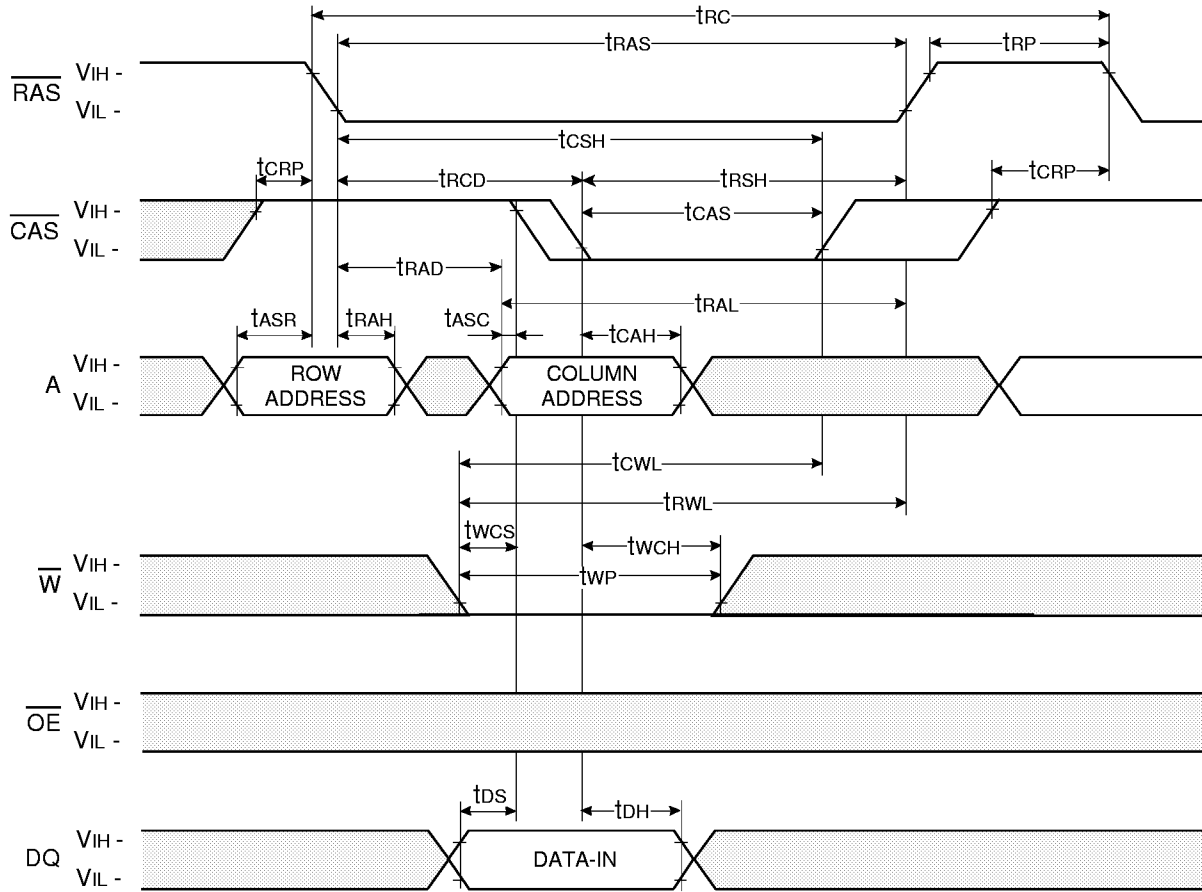 tRC
tRAS
tRP
RAS
VIH -
VIL -
tCSH
tCRP
tRCD
tRSH
tCRP
CAS
VIH -
VIL -
tCAS
tRAD
tRAL
tASR
tRAH
tASC
tCAH
A
VIH -
VIL -
ROW
ADDRESS
COLUMN
ADDRESS
tCWL
tRWL
tWCS
tWCH
W
VIH -
VIL -
tWP
OE
VIH -
VIL -
tDS
tDH
DQ
VIH -
VIL -
DATA-IN